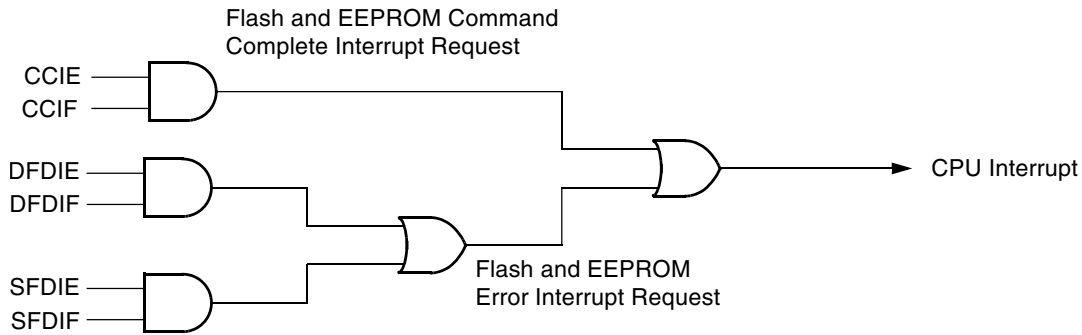 Flash and EEPROM Command
Complete Interrupt Request
CCIE
CCIF
DFDIE
DFDIF
CPU Interrupt
Flash and EEPROM
Error Interrupt Request
SFDIE
SFDIF